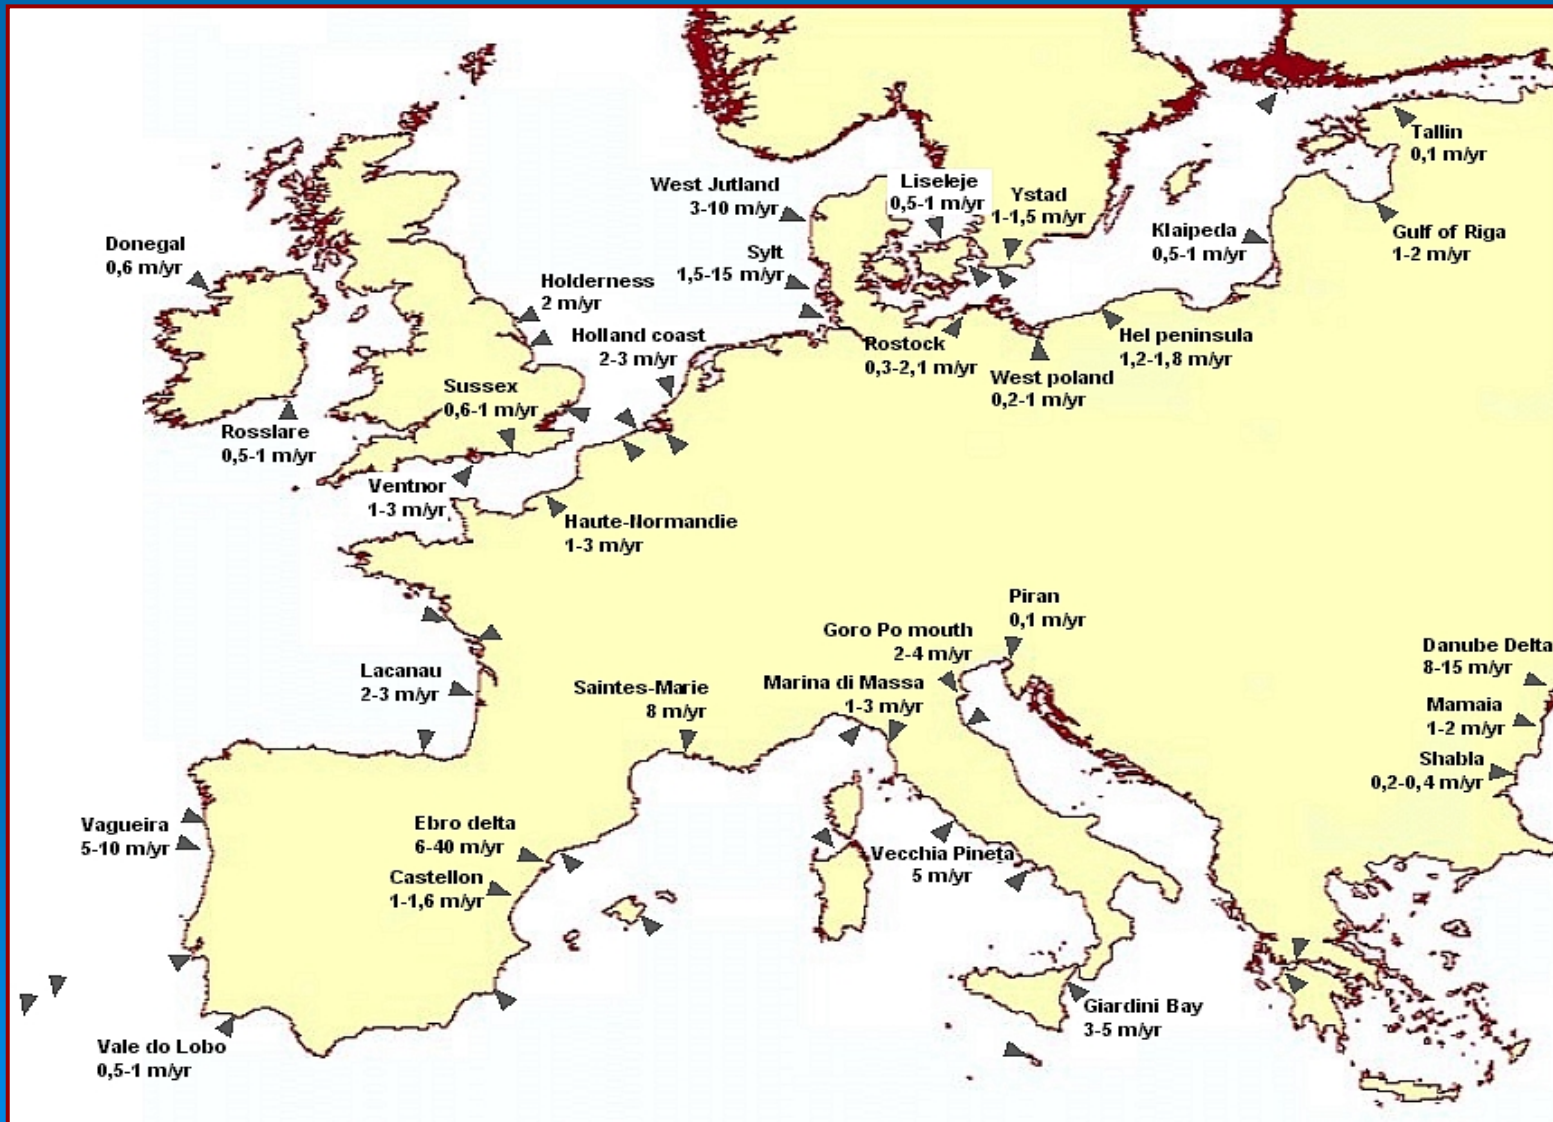 Tallin
0,1 m/yr
West Jutland
3-10 m/yr
Liseleje
0,5-1 m/yr
Ystad
1-1,5 m/yr
Klaipeda
0,5-1 m/yr
Gulf of Riga
1-2 m/yr
Donegal
0,6 m/yr
Sylt
1,5-15 m/yr
Holderness
2 m/yr
Holland coast
2-3 m/yr
Rostock
0,3-2,1 m/yr
Hel peninsula
1,2-1,8 m/yr
West poland
0,2-1 m/yr
Sussex
0,6-1 m/yr
Rosslare
0,5-1 m/yr
Ventnor
1-3 m/yr
Haute-Normandie
1-3 m/yr
Piran
0,1 m/yr
Goro Po mouth
2-4 m/yr
Danube Delta
8-15 m/yr
Lacanau
2-3 m/yr
Saintes-Marie
8 m/yr
Marina di Massa
1-3 m/yr
Mamaia
1-2 m/yr
Shabla
0,2-0,4 m/yr
Vagueira
5-10 m/yr
Ebro delta
6-40 m/yr
Castellon
1-1,6 m/yr
Vecchia Pineta
5 m/yr
Giardini Bay
3-5 m/yr
Vale do Lobo
0,5-1 m/yr